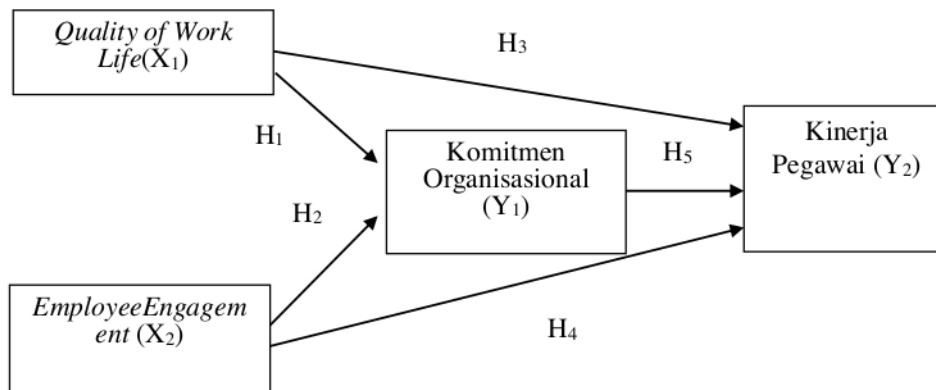 Quality of Work
Life(X₁)
H₃
H₁
Komitmen
Organisasional
(Y₁)
H₅
Kinerja
Pegawai (Y₂)
H₂
EmployeeEngagem
ent (X₂)
H₄